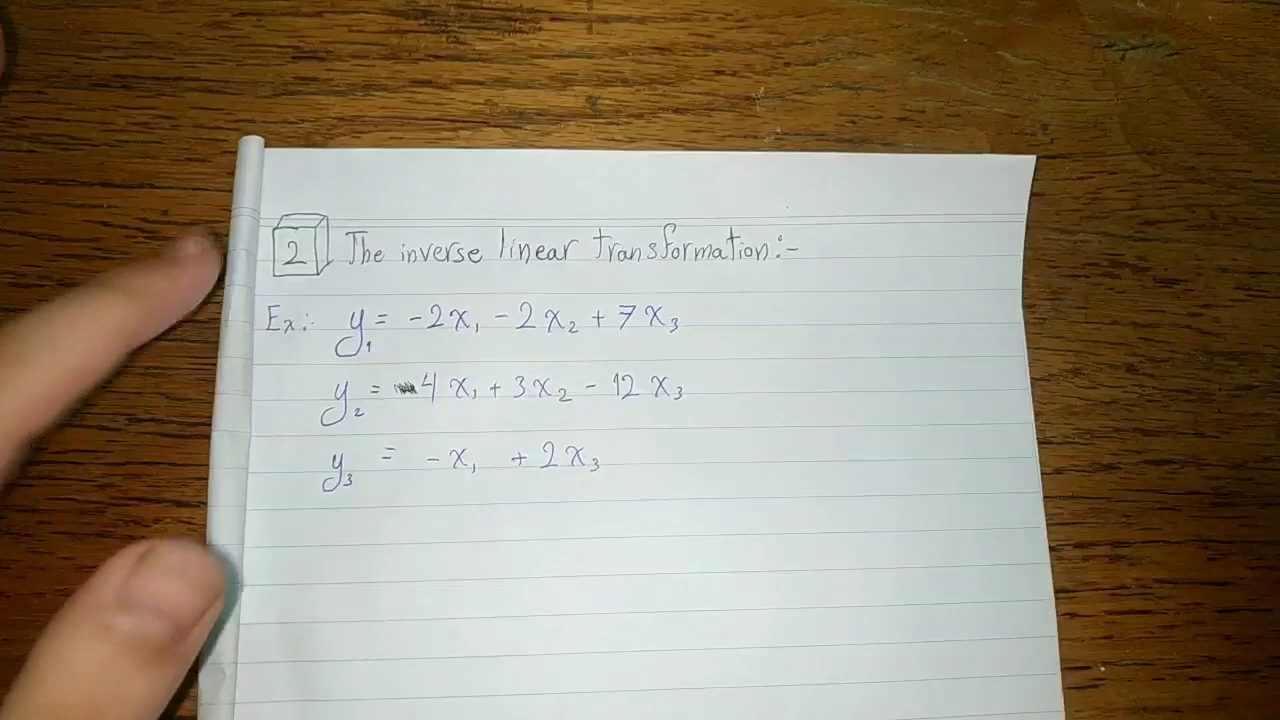 2 The inverse linear transformation:-
Ex:- y₁ = -2x₁ - 2x₂ + 7x₃
y₂ = 4x₁ + 3x₂ - 12x₃
y₃ = -x₁ + 2x₃